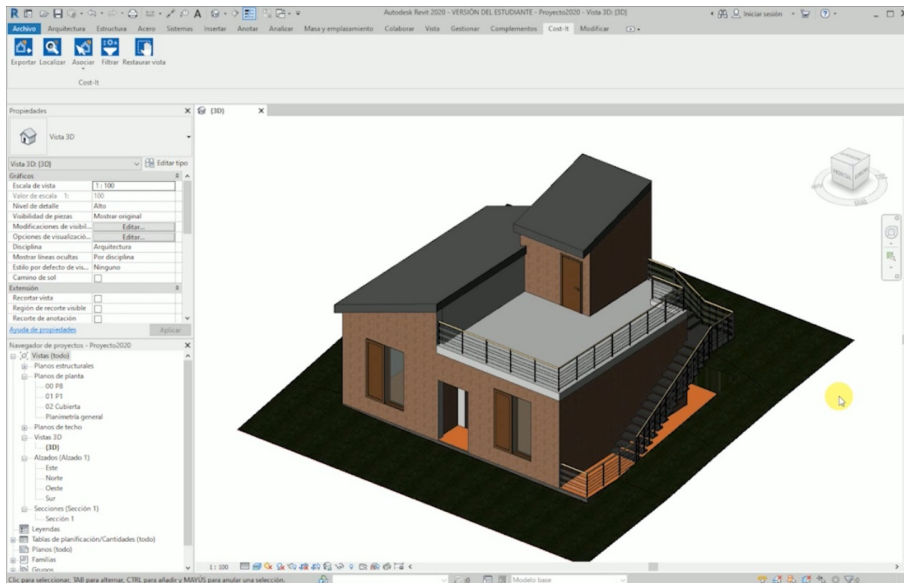 Autodesk Revit 2020 - VERSIÓN DEL ESTUDIANTE - Proyecto2020 - Vista 3D: {3D}
Iniciar sesión
Archivo Arquitectura Estructura Acero Sistemas Insertar Anotar Analizar Masa y emplazamiento Colaborar Vista Gestionar Complementos Cost-It Modificar
Exportar Localizar Asociar Filtrar Restaurar vista
Cost-It
Propiedades
{3D}
Vista 3D
Vista 3D: {3D}
Editar tipo
Gráficos
Escala de vista 1 : 100
Valor de escala 1: 100
Nivel de detalle Alto
Visibilidad de piezas Mostrar original
Modificaciones de visibil... Editar...
Opciones de visualizació... Editar...
Disciplina Arquitectura
Mostrar líneas ocultas Por disciplina
Estilo por defecto de vis... Ninguno
Camino de sol
Extensión
Recortar vista
Región de recorte visible
Recorte de anotación
Ayuda de propiedades Aplicar
Navegador de proyectos - Proyecto2020
Vistas (todo)
Planos estructurales
Planos de planta
00 PB
01 P1
02 Cubierta
Planimetría general
Planos de techo
Vistas 3D
{3D}
Alzados (Alzado 1)
Este
Norte
Oeste
Sur
Secciones (Sección 1)
Sección 1
Leyendas
Tablas de planificación/Cantidades (todo)
Planos (todo)
Familias
Grupos
1 : 100
Clic para seleccionar, TAB para alternar, CTRL para añadir y MAYÚS para anular una selección.
Modelo base